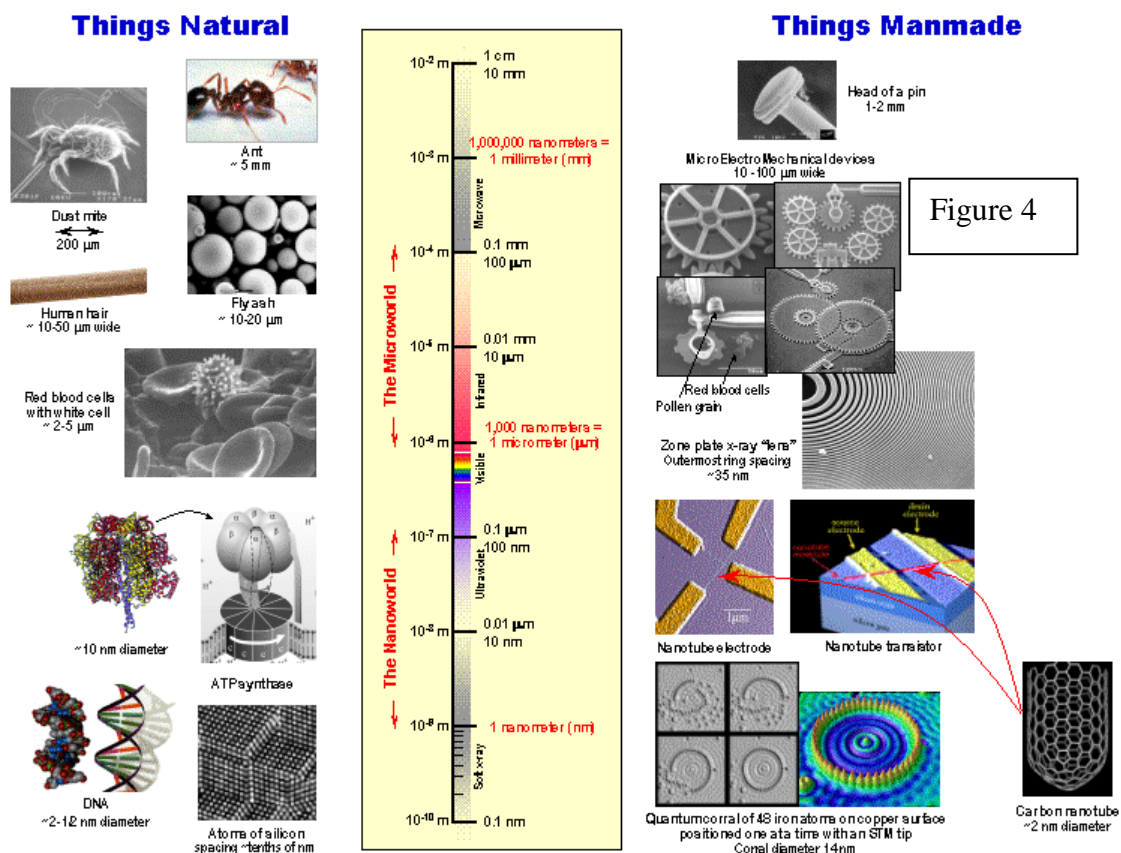 Things Natural
Things Manmade
Ant
~ 5 mm
Dust mite
200 µm
Human hair
~ 10-50 µm wide
Fly ash
~ 10-20 µm
Red blood cells
with white cell
~ 2-5 µm
~10 nm diameter
ATP synthase
H+
H+
α
β
β
α
β
α
DNA
~2-1/2 nm diameter
Atoms of silicon
spacing ~tenths of nm
10-2 m
1 cm
10 mm
1,000,000 nanometers =
10-3 m
1 millimeter (mm)
Microwave
10-4 m
0.1 mm
100 µm
The Microworld
0.01 mm
10-5 m
10 µm
Infrared
1,000 nanometers =
10-6 m
1 micrometer (µm)
Visible
10-7 m
0.1 µm
100 nm
The Nanoworld
Ultraviolet
0.01 µm
10-8 m
10 nm
10-9 m
1 nanometer (nm)
Soft x-ray
10-10 m
0.1 nm
Head of a pin
1-2 mm
MicroElectroMechanical devices
10 -100 µm wide
Figure 4
Red blood cells
Pollen grain
Zone plate x-ray "lens"
Outermost ring spacing
~35 nm
1µm
Nanotube electrode
drain
electrode
source
electrode
Nanotube transistor
Quantum corral of 48 iron atoms on copper surface
positioned one at a time with an STM tip
Corral diameter 14 nm
Carbon nanotube
~2 nm diameter